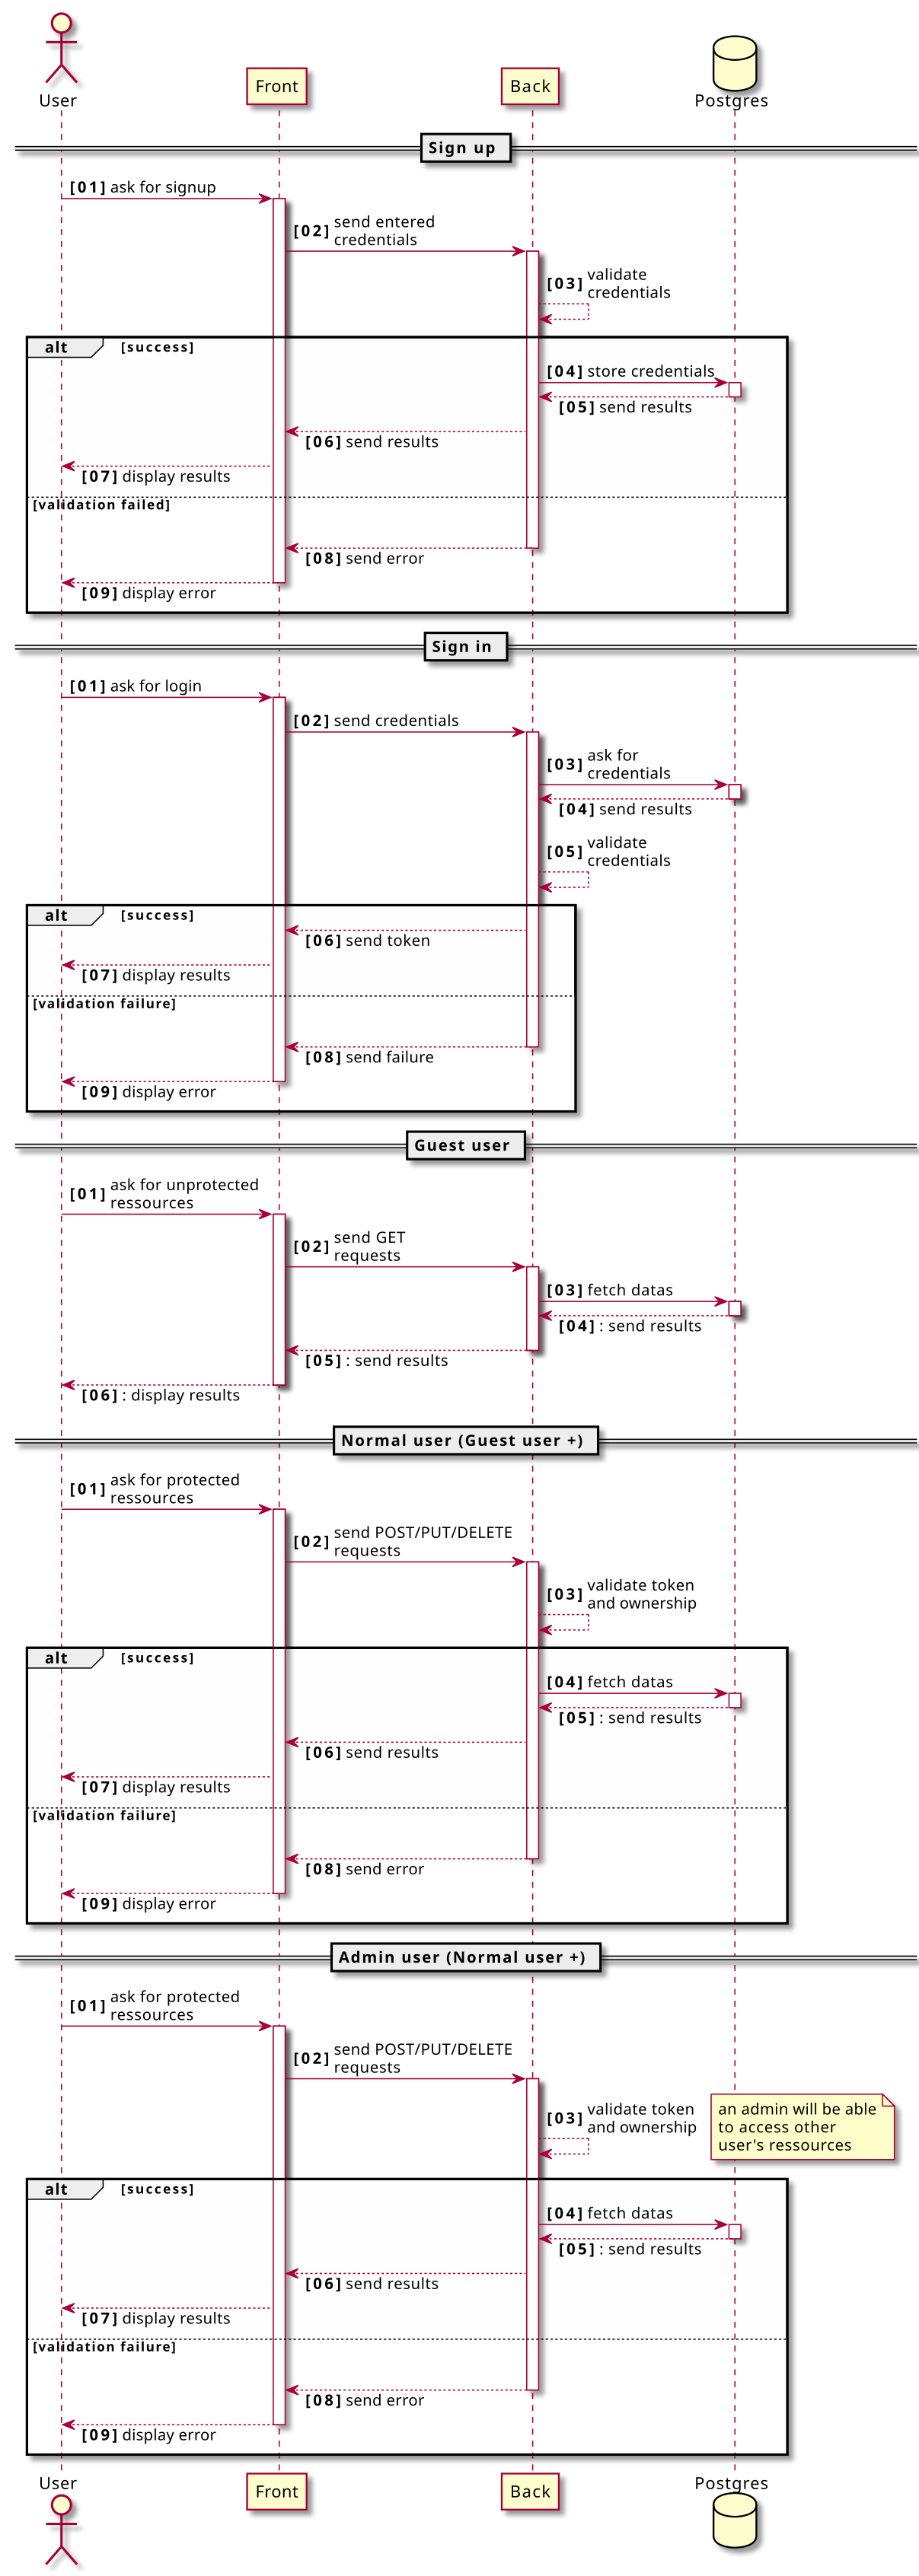 User
Front
Back
Postgres
Sign up
[01] ask for signup
[02] send entered
credentials
[03] validate
credentials
alt [success]
[04] store credentials
[05] send results
[06] send results
[07] display results
[validation failed]
[08] send error
[09] display error
Sign in
[01] ask for login
[02] send credentials
[03] ask for
credentials
[04] send results
[05] validate
credentials
alt [success]
[06] send token
[07] display results
[validation failure]
[08] send failure
[09] display error
Guest user
[01] ask for unprotected
ressources
[02] send GET
requests
[03] fetch datas
[04] : send results
[05] : send results
[06] : display results
Normal user (Guest user +)
[01] ask for protected
ressources
[02] send POST/PUT/DELETE
requests
[03] validate token
and ownership
alt [success]
[04] fetch datas
[05] : send results
[06] send results
[07] display results
[validation failure]
[08] send error
[09] display error
Admin user (Normal user +)
[01] ask for protected
ressources
[02] send POST/PUT/DELETE
requests
[03] validate token
and ownership
an admin will be able
to access other
user's ressources
alt [success]
[04] fetch datas
[05] : send results
[06] send results
[07] display results
[validation failure]
[08] send error
[09] display error
User
Front
Back
Postgres